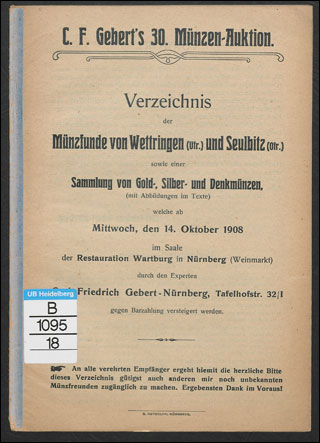 C. F. Gebert's 30. Münzen-Auktion.
Verzeichnis
der
Münzfunde von Wettringen (Ufr.) und Seulbitz (Ofr.)
sowie einer
Sammlung von Gold-, Silber- und Denkmünzen,
(mit Abbildungen im Texte)
welche ab
Mittwoch, den 14. Oktober 1908
im Saale
der Restauration Wartburg in Nürnberg (Weinmarkt)
durch den Experten
Friedrich Gebert-Nürnberg, Tafelhofstr. 32/I
gegen Barzahlung versteigert werden.
UB Heidelberg
B
1095
18
☛ An alle verehrten Empfänger ergeht hiemit die herzliche Bitte
dieses Verzeichnis gütigst auch anderen mir noch unbekannten
Münzfreunden zugänglich zu machen. Ergebensten Dank im Voraus!
NÜRNBERG.